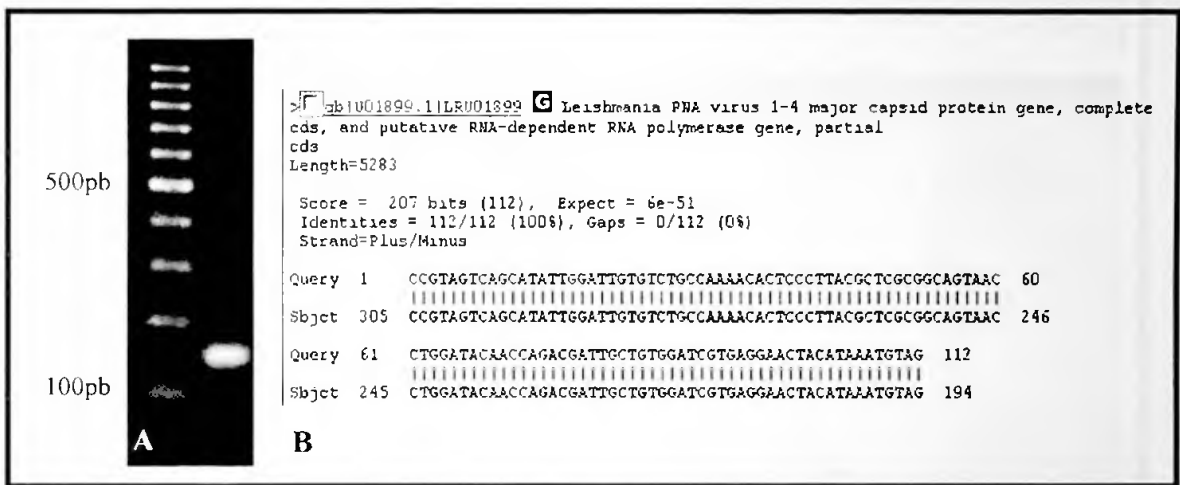 500pb
100pb
A
>gb|U01899.1|LRU01899 G Leishmania RNA virus 1-4 major capsid protein gene, complete
cds, and putative RNA-dependent RNA polymerase gene, partial
cds
Length=5283
Score = 207 bits (112), Expect = 6e-51
Identities = 112/112 (100%), Gaps = 0/112 (0%)
Strand=Plus/Minus
Query 1 CCGTAGTCAGCATATTGGATTGTGTCTGCCAAAACACTCCCTTACGCTCGCGGCAGTAAC 60
Sbjct 305 CCGTAGTCAGCATATTGGATTGTGTCTGCCAAAACACTCCCTTACGCTCGCGGCAGTAAC 246
Query 61 CTGGATACAACCAGACGATTGCTGTGGATCGTGAGGAACTACATAAATGTAG 112
Sbjct 245 CTGGATACAACCAGACGATTGCTGTGGATCGTGAGGAACTACATAAATGTAG 194
B